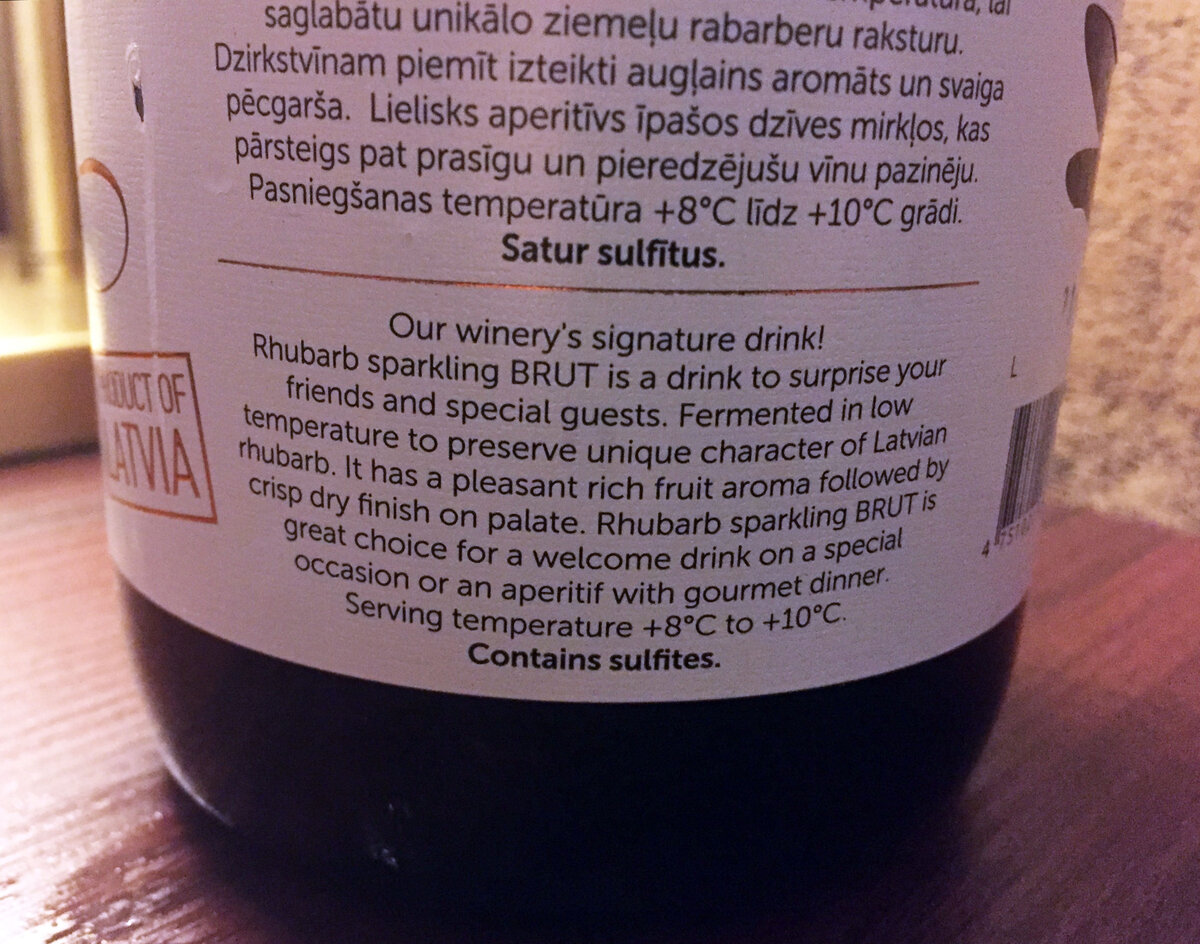 lai
saglabātu unikālo ziemeļu rabarberu raksturu.
Dzirkstvīnam piemīt izteikti augļains aromāts un svaiga
pēcgarša. Lielisks aperitīvs īpašos dzīves mirkļos, kas
pārsteigs pat prasīgu un pieredzējušu vīnu pazinēju.
Pasniegšanas temperatūra +8°C līdz +10°C grādi.
Satur sulfītus.
Our winery's signature drink!
Rhubarb sparkling BRUT is a drink to surprise your
friends and special guests. Fermented in low
temperature to preserve unique character of Latvian
rhubarb. It has a pleasant rich fruit aroma followed by
crisp dry finish on palate. Rhubarb sparkling BRUT is
great choice for a welcome drink on a special
occasion or an aperitif with gourmet dinner.
Serving temperature +8°C to +10°C.
Contains sulfites.
PRODUCT OF
LATVIA
L